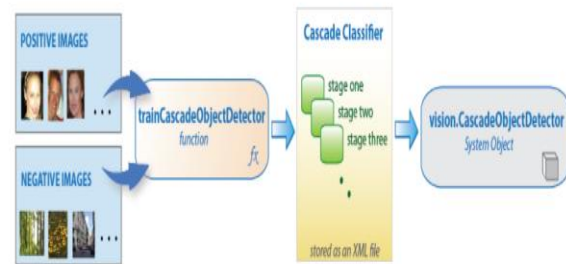 POSITIVE IMAGES
...
NEGATIVE IMAGES
...
trainCascadeObjectDetector
function
fx
Cascade Classifier
stage one
stage two
stage three
stored as an XML file
vision.CascadeObjectDetector
System Object